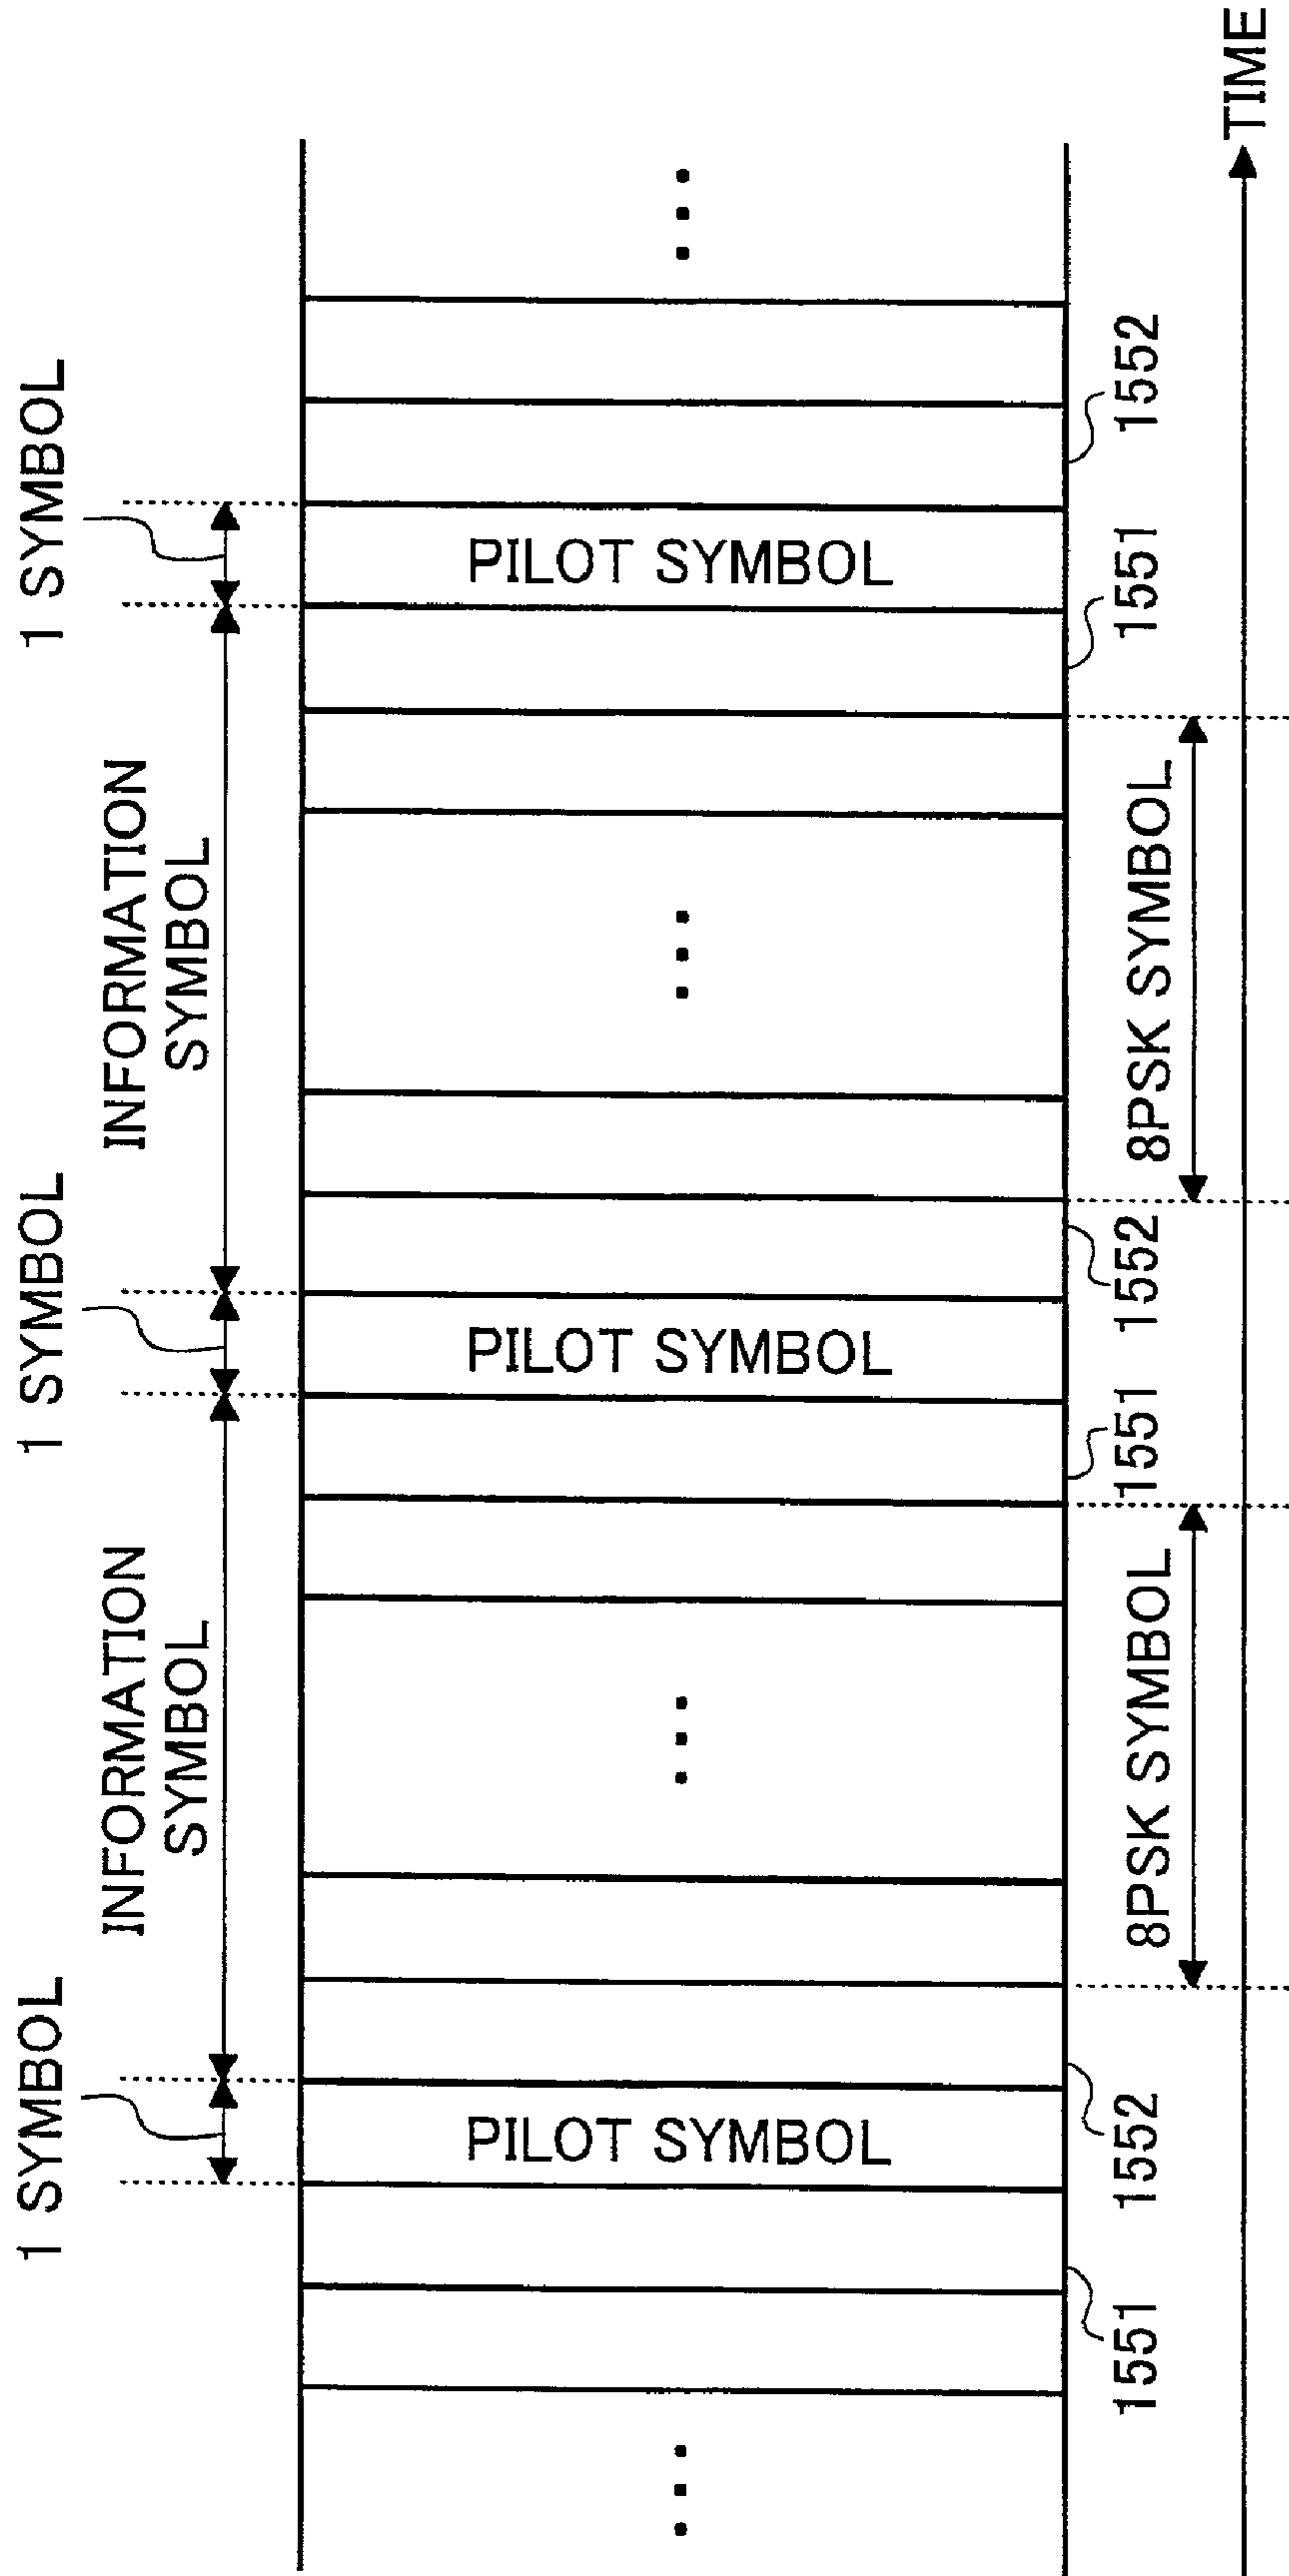 1 SYMBOL
1 SYMBOL
1 SYMBOL
INFORMATION
SYMBOL
INFORMATION
SYMBOL
PILOT SYMBOL
PILOT SYMBOL
PILOT SYMBOL
1551
1552
1551
1552
1551
1552
8PSK SYMBOL
8PSK SYMBOL
TIME